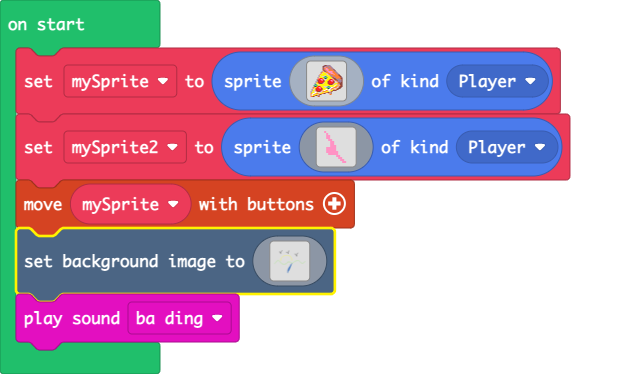 on start
set mySprite to sprite of kind Player
set mySprite2 to sprite of kind Player
move mySprite with buttons
set background image to
play sound ba ding